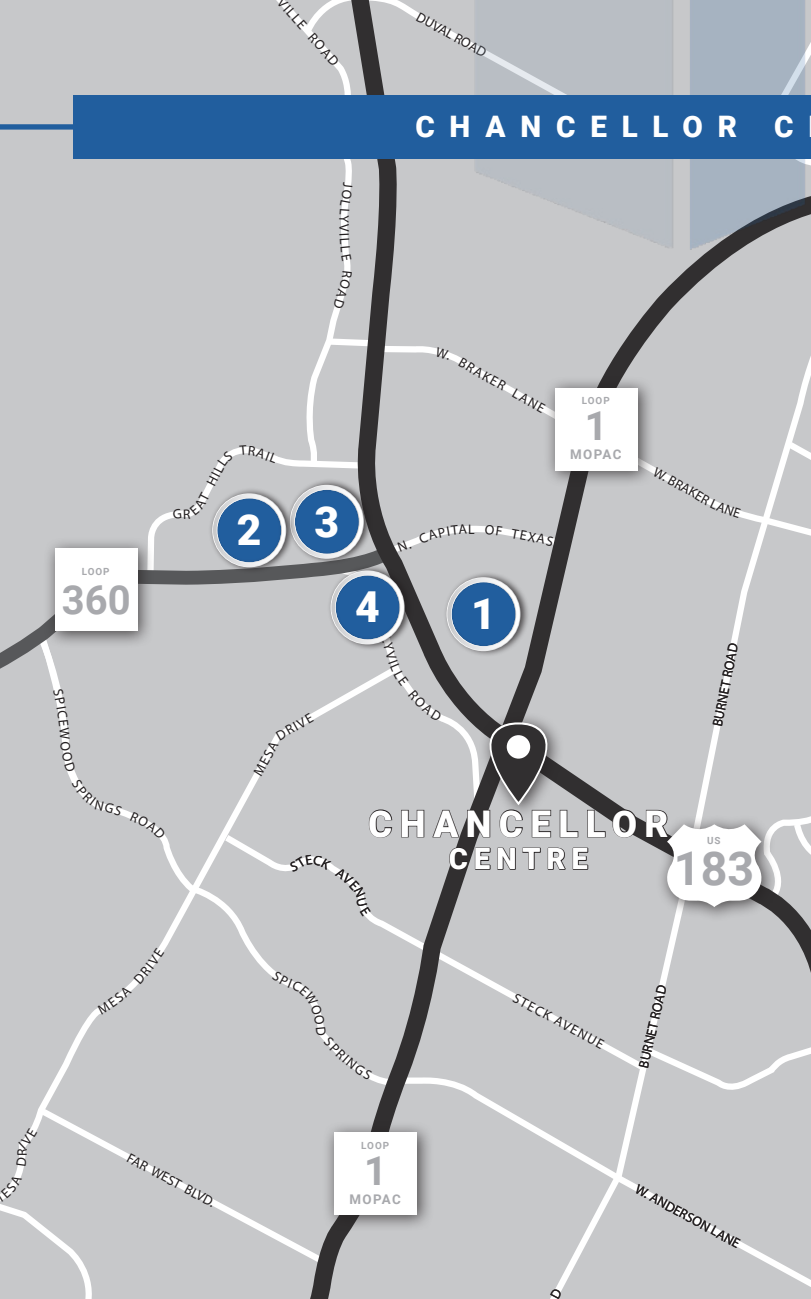 VILLE ROAD
DUVAL ROAD
CHANCELLOR C
JOLLYVILLE ROAD
W. BRAKER LANE
LOOP
1
MOPAC
GREAT HILLS TRAIL
W. BRAKER LANE
2
3
N. CAPITAL OF TEXAS
LOOP
360
4
1
YVILLE ROAD
BURNET ROAD
SPICEWOOD SPRINGS ROAD
MESA DRIVE
CHANCELLOR
CENTRE
US
183
STECK AVENUE
MESA DRIVE
SPICEWOOD SPRINGS
STECK AVENUE
BURNET ROAD
MESA DRIVE
FAR WEST BLVD.
LOOP
1
MOPAC
W. ANDERSON LANE